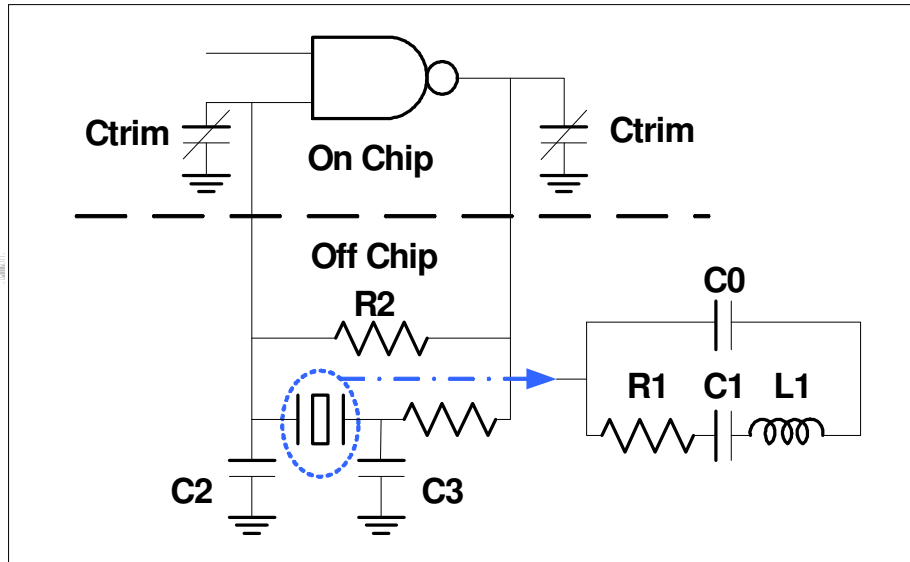 Ctrim
Ctrim
On Chip
Off Chip
C0
R2
R1 C1 L1
C2
C3